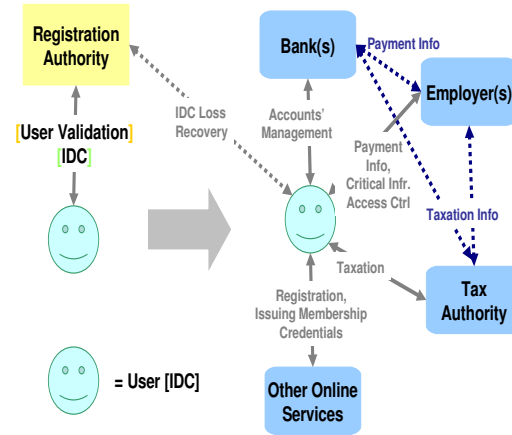 Registration
Authority
[User Validation]
[IDC]
= User [IDC]
IDC Loss
Recovery
Bank(s)
Accounts'
Management
Payment Info
Employer(s)
Payment
Info,
Critical Infr.
Access Ctrl
Taxation Info
Taxation
Tax
Authority
Registration,
Issuing Membership
Credentials
Other Online
Services